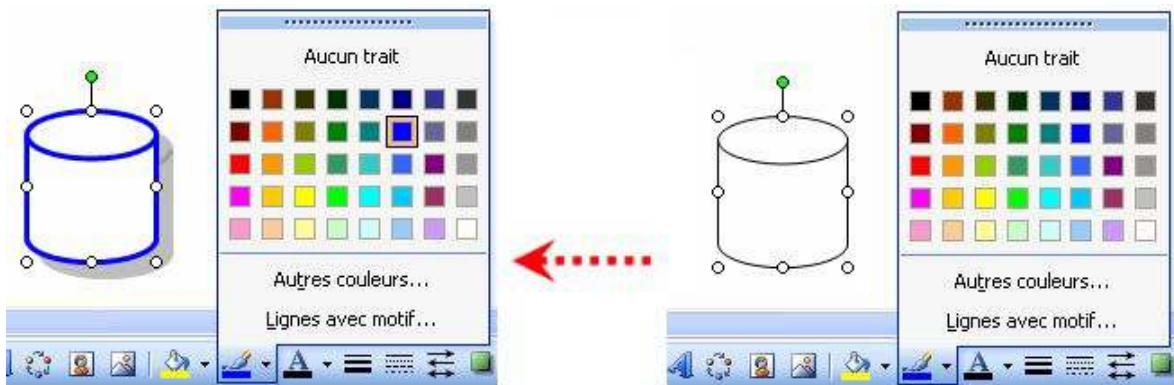 Aucun trait
Autres couleurs...
Lignes avec motif...
A
Aucun trait
Autres couleurs...
Lignes avec motif...
A
A